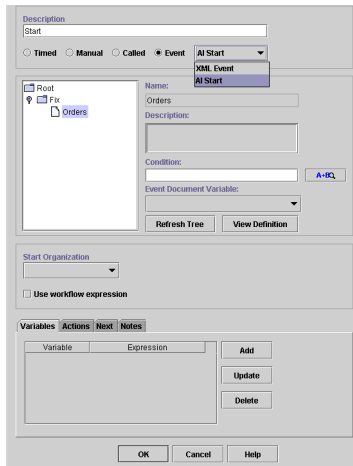 Description
Start
Timed Manual Called Event AI Start
XML Event
AI Start
Root
Fix
Orders
Name:
Orders
Description:
Condition:
A+B
Event Document Variable:
Refresh Tree View Definition
Start Organization
Use workflow expression
Variables Actions Next Notes
Variable Expression
Add
Update
Delete
OK Cancel Help